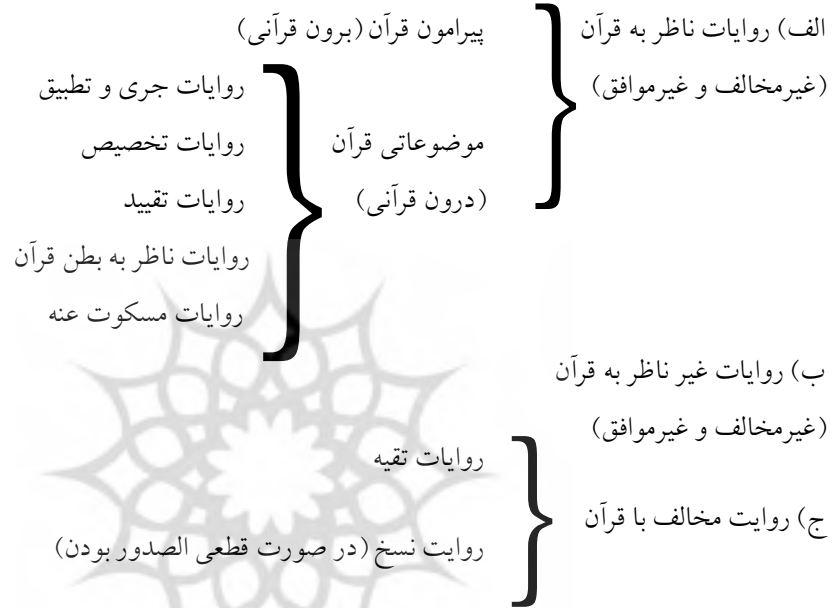 الف) روایات ناظر به قرآن
(غیرمخالف و غیرموافق)
پیرامون قرآن (برون قرآنی)
موضوعاتی قرآن
(درون قرآنی)
روایات جری و تطبیق
روایات تخصیص
روایات تقیید
روایات ناظر به بطن قرآن
روایات مسکوت عنه
ب) روایات غیر ناظر به قرآن
(غیرمخالف و غیرموافق)
ج) روایت مخالف با قرآن
روایات تقیه
روایت نسخ (در صورت قطعی الصدور بودن)